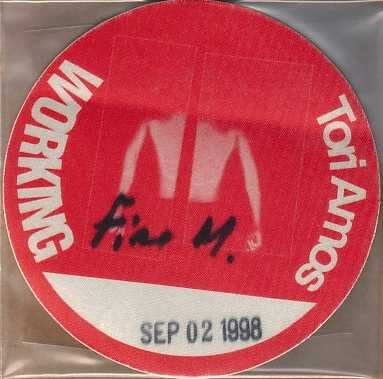 WORKING
Tori Amos
SEP 02 1998